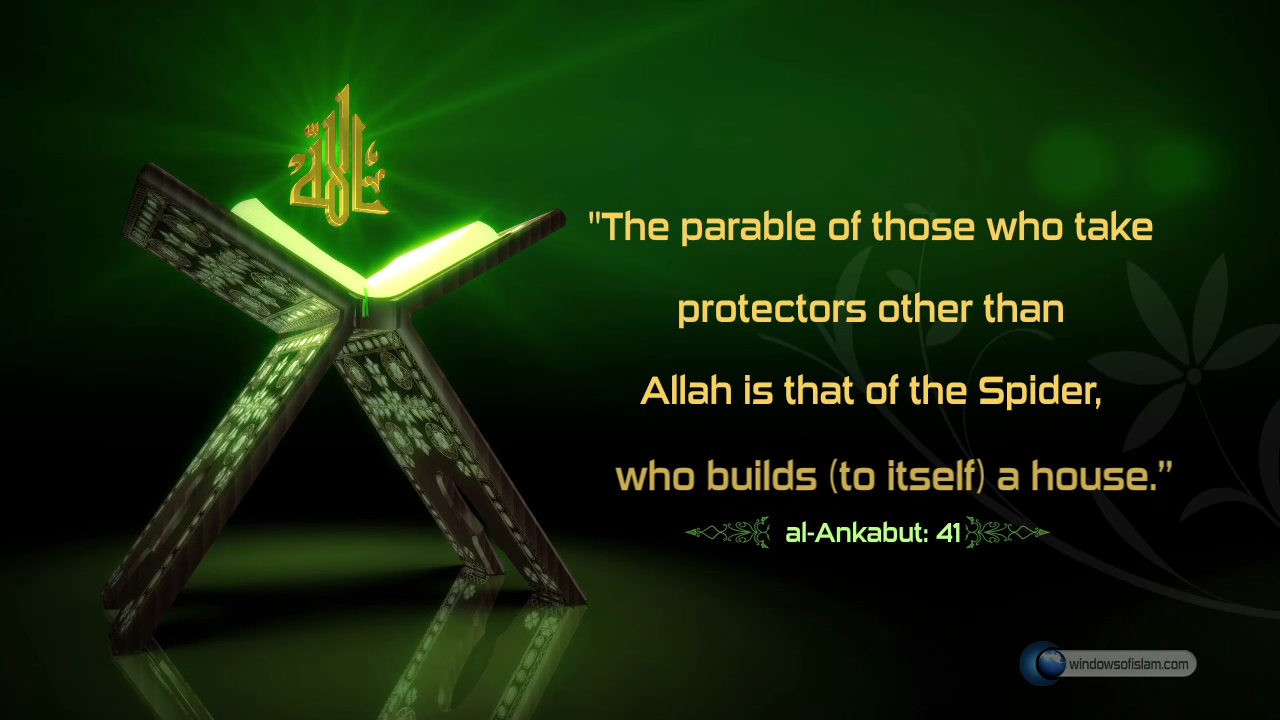 الله
"The parable of those who take
protectors other than
Allah is that of the Spider,
who builds (to itself) a house.”
al-Ankabut: 41
windowsofislam.com